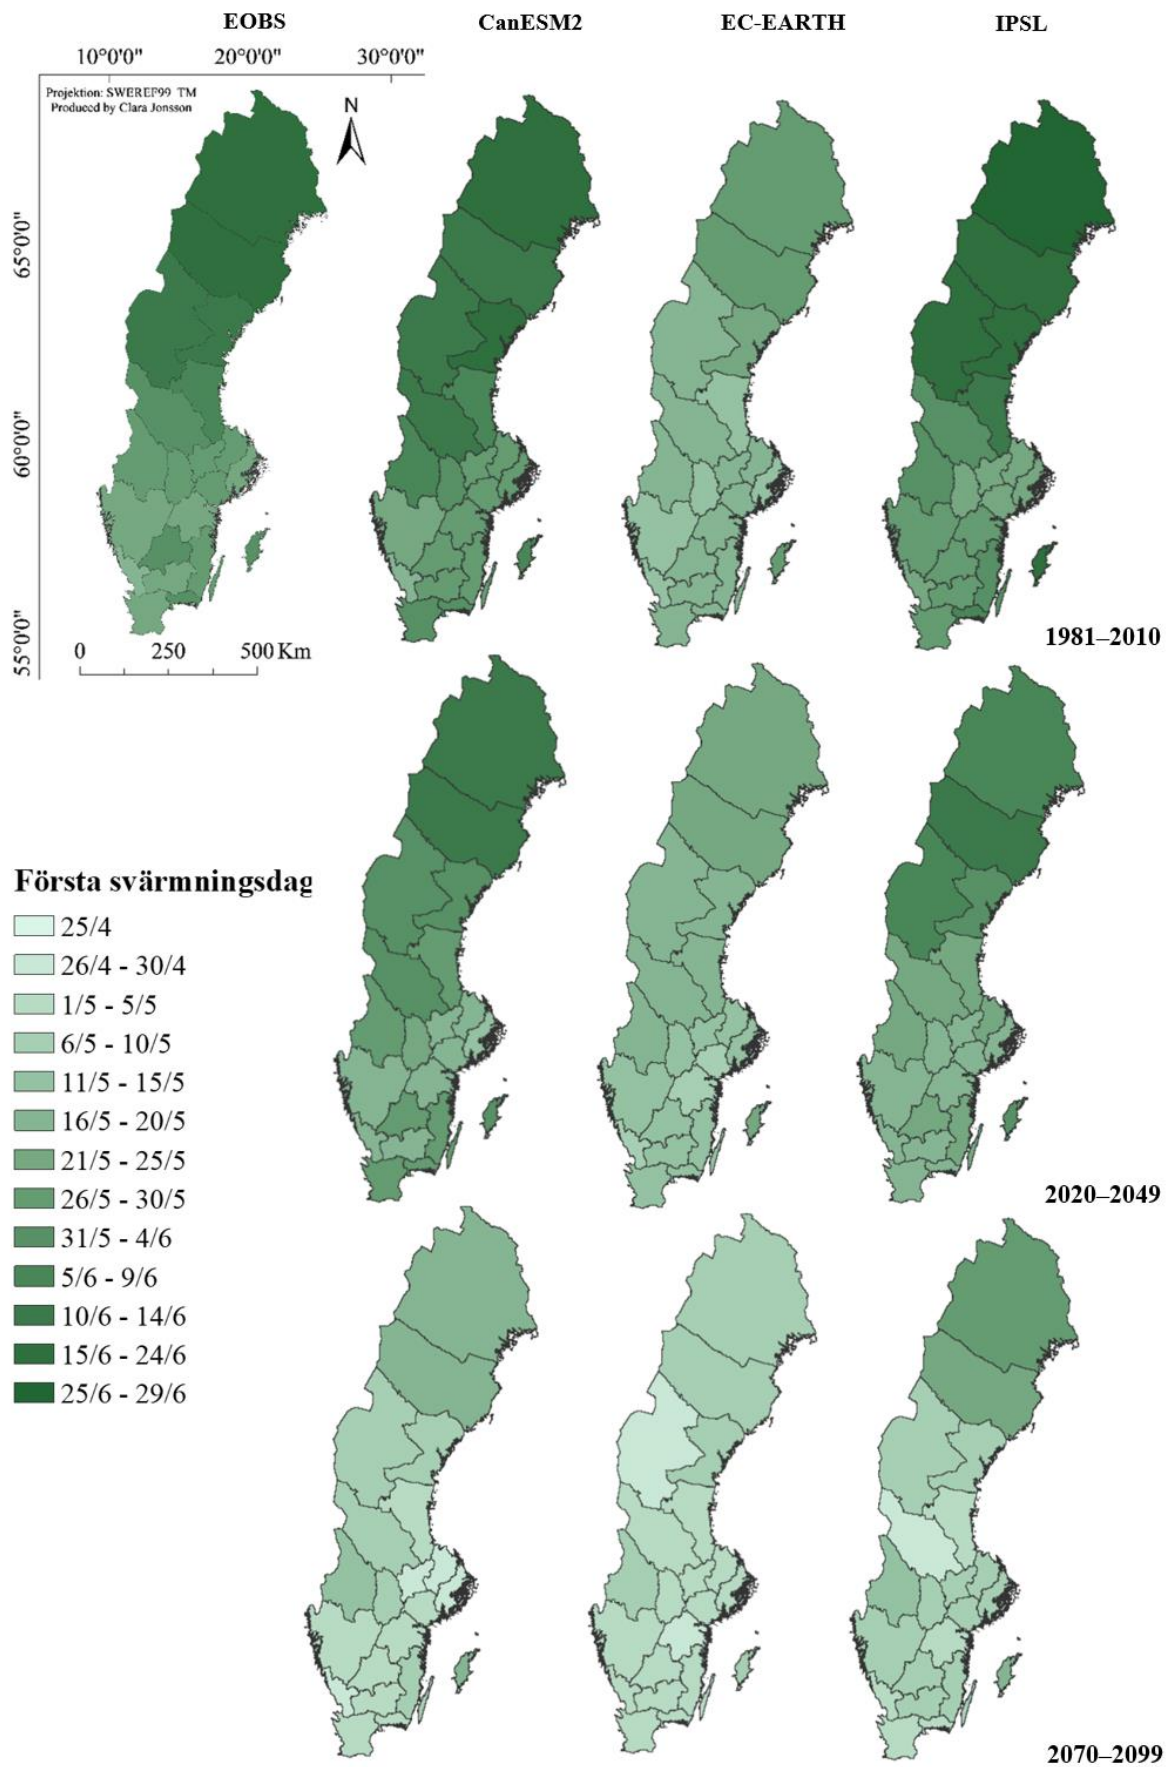 EOBS
CanESM2
EC-EARTH
IPSL
10°0'0"
20°0'0"
30°0'0"
Projektion: SWEREF99 TM
Produced by Clara Jonsson
N
65°0'0"
60°0'0"
55°0'0"
0
250
500 Km
1981–2010
2020–2049
Första svärmningsdag
25/4
26/4 - 30/4
1/5 - 5/5
6/5 - 10/5
11/5 - 15/5
16/5 - 20/5
21/5 - 25/5
26/5 - 30/5
31/5 - 4/6
5/6 - 9/6
10/6 - 14/6
15/6 - 24/6
25/6 - 29/6
2070–2099